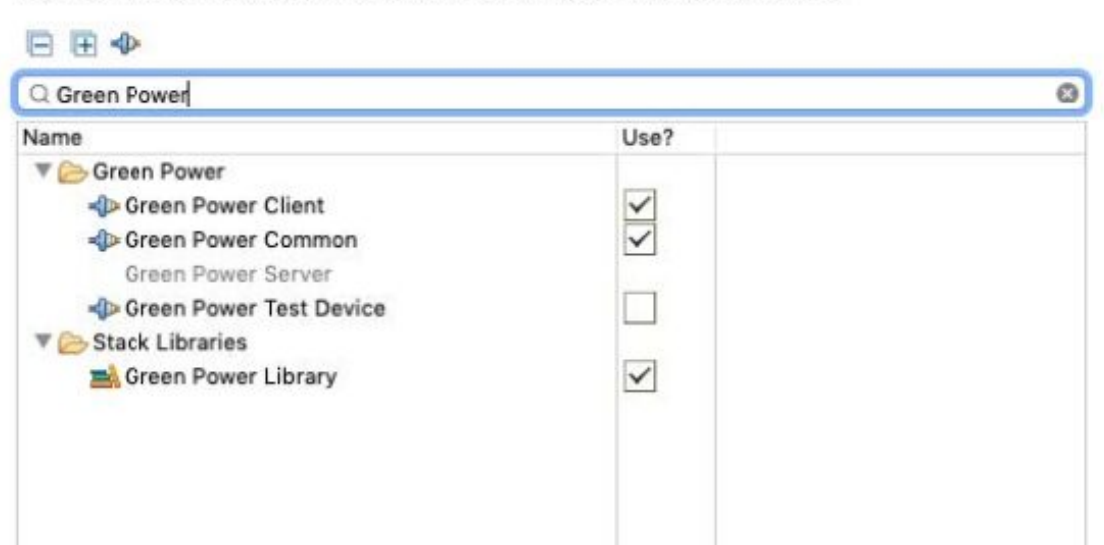 Green Power
Name Use?
Green Power
Green Power Client
Green Power Common
Green Power Server
Green Power Test Device
Stack Libraries
Green Power Library